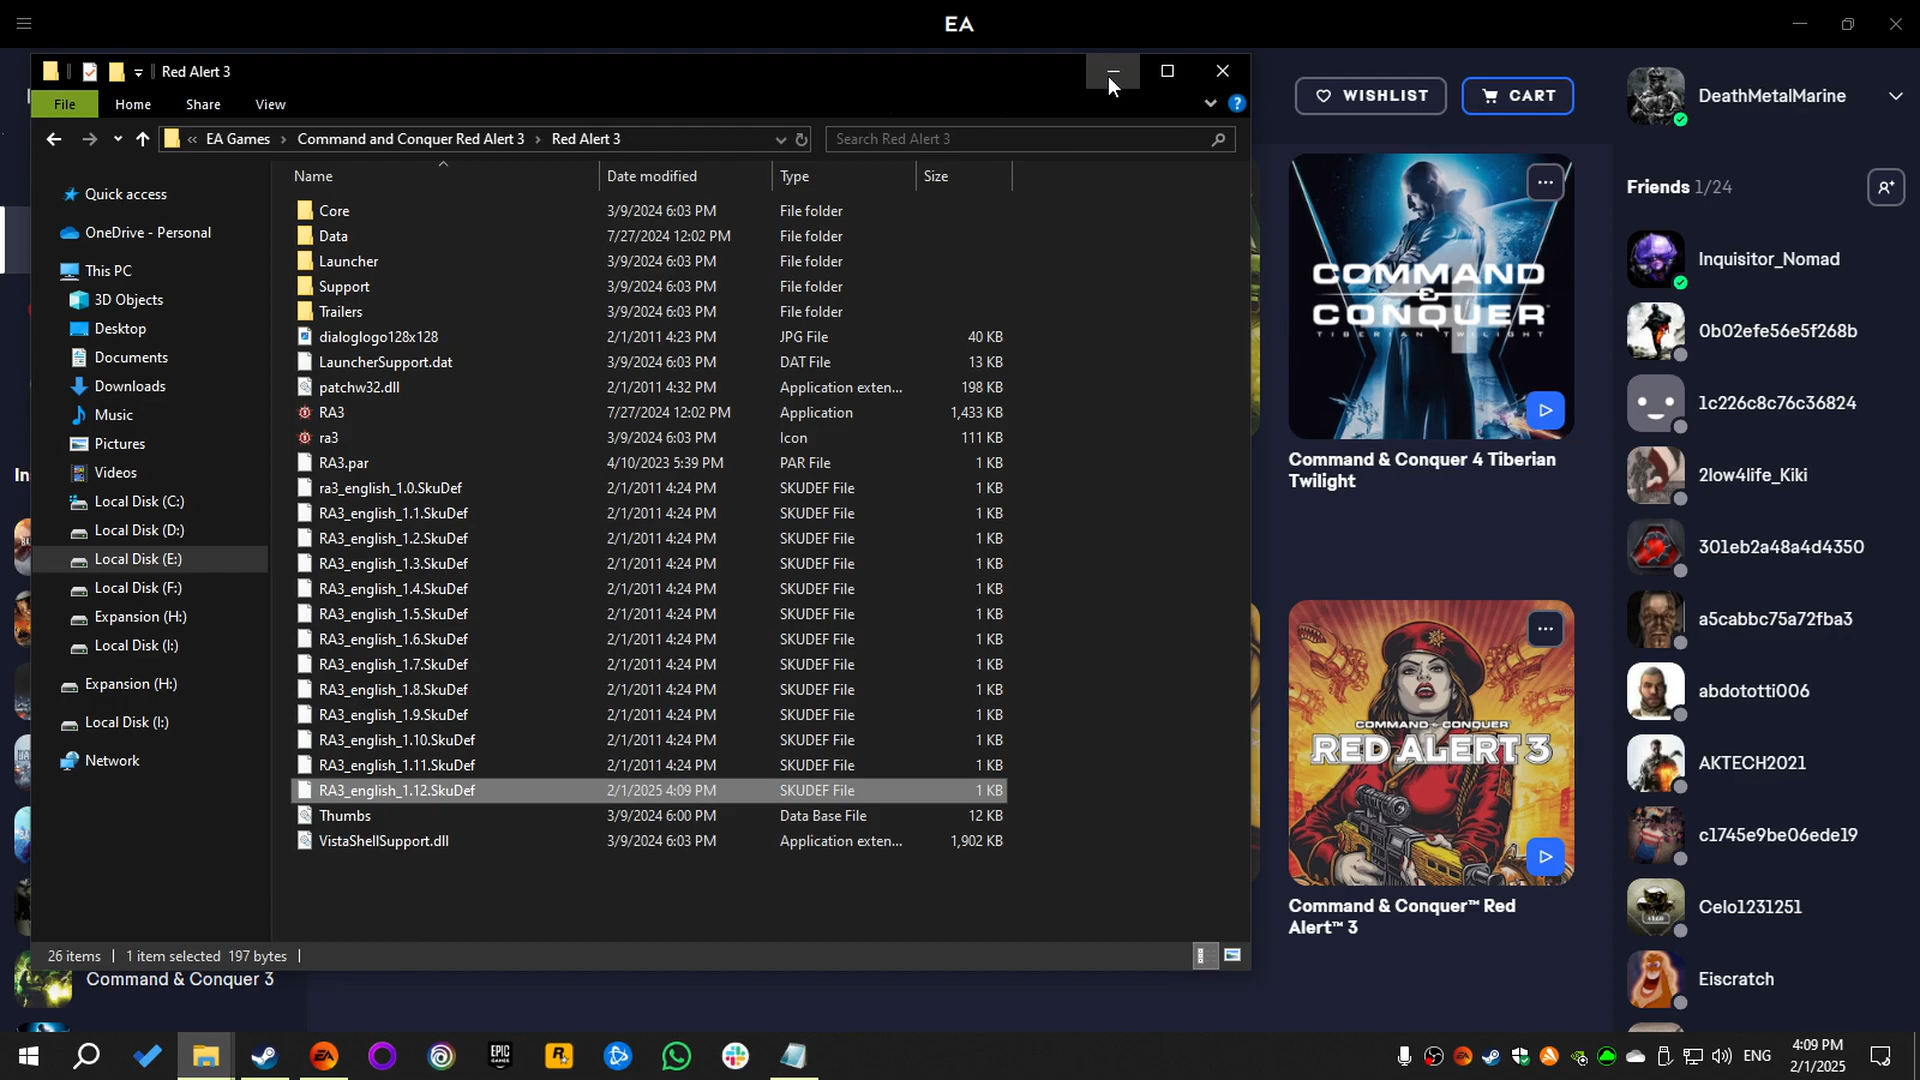 EA
Red Alert 3
File
Home
Share
View
EA Games
Command and Conquer Red Alert 3
Red Alert 3
Search Red Alert 3
Quick access
OneDrive - Personal
This PC
3D Objects
Desktop
Documents
Downloads
Music
Pictures
Videos
Local Disk (C:)
Local Disk (D:)
Local Disk (E:)
Local Disk (F:)
Expansion (H:)
Local Disk (I:)
Expansion (H:)
Local Disk (I:)
Network
Name Date modified Type Size
Core 3/9/2024 6:03 PM File folder
Data 7/27/2024 12:02 PM File folder
Launcher 3/9/2024 6:03 PM File folder
Support 3/9/2024 6:03 PM File folder
Trailers 3/9/2024 6:03 PM File folder
dialoglogo128x128 2/1/2011 4:23 PM JPG File 40 KB
LauncherSupport.dat 3/9/2024 6:03 PM DAT File 13 KB
patchw32.dll 2/1/2011 4:32 PM Application exten... 198 KB
RA3 7/27/2024 12:02 PM Application 1,433 KB
ra3 3/9/2024 6:03 PM Icon 111 KB
RA3.par 4/10/2023 5:39 PM PAR File 1 KB
ra3_english_1.0.SkuDef 2/1/2011 4:24 PM SKUDEF File 1 KB
RA3_english_1.1.SkuDef 2/1/2011 4:24 PM SKUDEF File 1 KB
RA3_english_1.2.SkuDef 2/1/2011 4:24 PM SKUDEF File 1 KB
RA3_english_1.3.SkuDef 2/1/2011 4:24 PM SKUDEF File 1 KB
RA3_english_1.4.SkuDef 2/1/2011 4:24 PM SKUDEF File 1 KB
RA3_english_1.5.SkuDef 2/1/2011 4:24 PM SKUDEF File 1 KB
RA3_english_1.6.SkuDef 2/1/2011 4:24 PM SKUDEF File 1 KB
RA3_english_1.7.SkuDef 2/1/2011 4:24 PM SKUDEF File 1 KB
RA3_english_1.8.SkuDef 2/1/2011 4:24 PM SKUDEF File 1 KB
RA3_english_1.9.SkuDef 2/1/2011 4:24 PM SKUDEF File 1 KB
RA3_english_1.10.SkuDef 2/1/2011 4:24 PM SKUDEF File 1 KB
RA3_english_1.11.SkuDef 2/1/2011 4:24 PM SKUDEF File 1 KB
RA3_english_1.12.SkuDef 2/1/2025 4:09 PM SKUDEF File 1 KB
Thumbs 3/9/2024 6:00 PM Data Base File 12 KB
VistaShellSupport.dll 3/9/2024 6:03 PM Application exten... 1,902 KB
26 items 1 item selected 197 bytes
In
Command & Conquer 3
WISHLIST
CART
COMMAND
&
CONQUER
TIBERIAN TWILIGHT
4
Command & Conquer 4 Tiberian
Twilight
COMMAND & CONQUER
RED ALERT 3
Command & Conquer™ Red
Alert™ 3
DeathMetalMarine
Friends 1/24
Inquisitor_Nomad
0b02efe56e5f268b
1c226c8c76c36824
2low4life_Kiki
301eb2a48a4d4350
a5cabbc75a72fba3
abdototti006
AKTECH2021
c1745e9be06ede19
Celo1231251
Eiscratch
EA
EPIC
GAMES
R
ENG
4:09 PM
2/1/2025